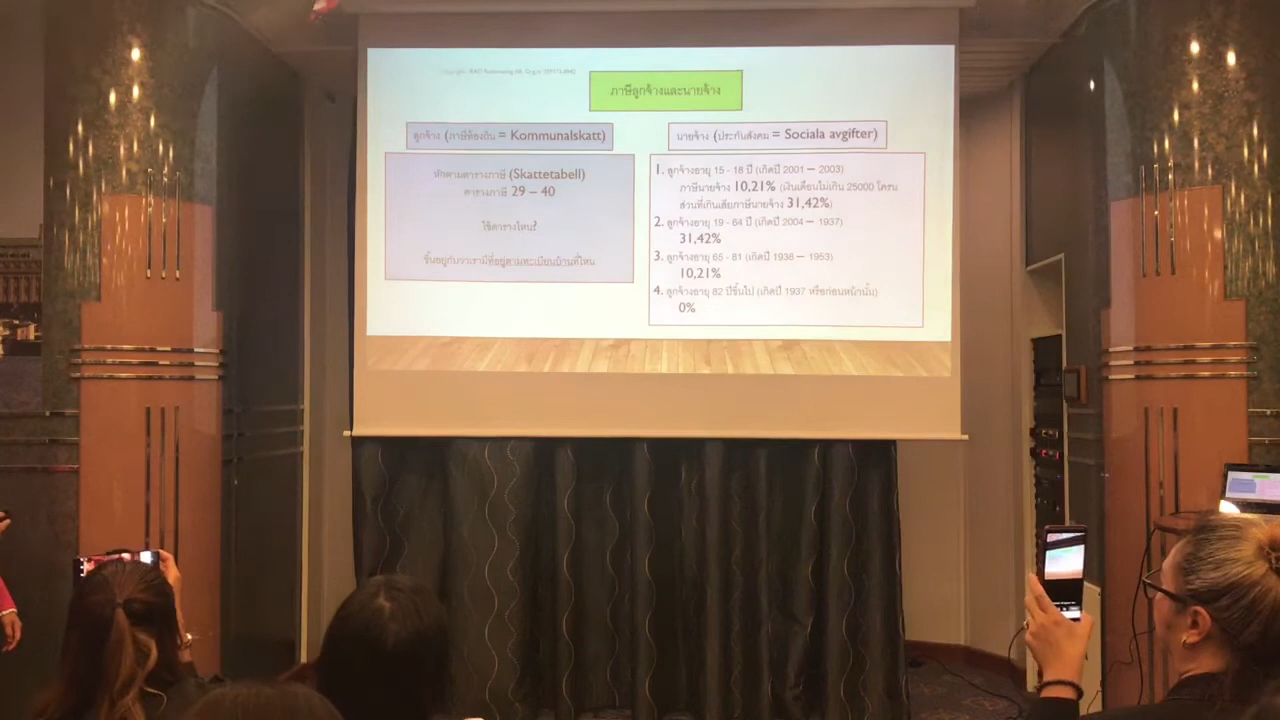 ภาษีลูกจ้างและนายจ้าง
ลูกจ้าง (ภาษีท้องถิ่น = Kommunalskatt)
หักตามตารางภาษี (Skattetabell)
ตารางภาษี 29 – 40
ใช้ตารางไหน?
ขึ้นอยู่กับว่าเรามีที่อยู่ตามทะเบียนบ้านที่ไหน
นายจ้าง (ประกันสังคม = Sociala avgifter)
1. ลูกจ้างอายุ 15 - 18 ปี (เกิดปี 2001 – 2003)
ภาษีนายจ้าง 10,21% (เงินเดือนไม่เกิน 25000 โครน
ส่วนที่เกินเสียภาษีนายจ้าง 31,42%)
2. ลูกจ้างอายุ 19 - 64 ปี (เกิดปี 2004 – 1937)
31,42%
3. ลูกจ้างอายุ 65 - 81 (เกิดปี 1938 – 1953)
10,21%
4. ลูกจ้างอายุ 82 ปีขึ้นไป (เกิดปี 1937 หรือก่อนหน้านั้น)
0%